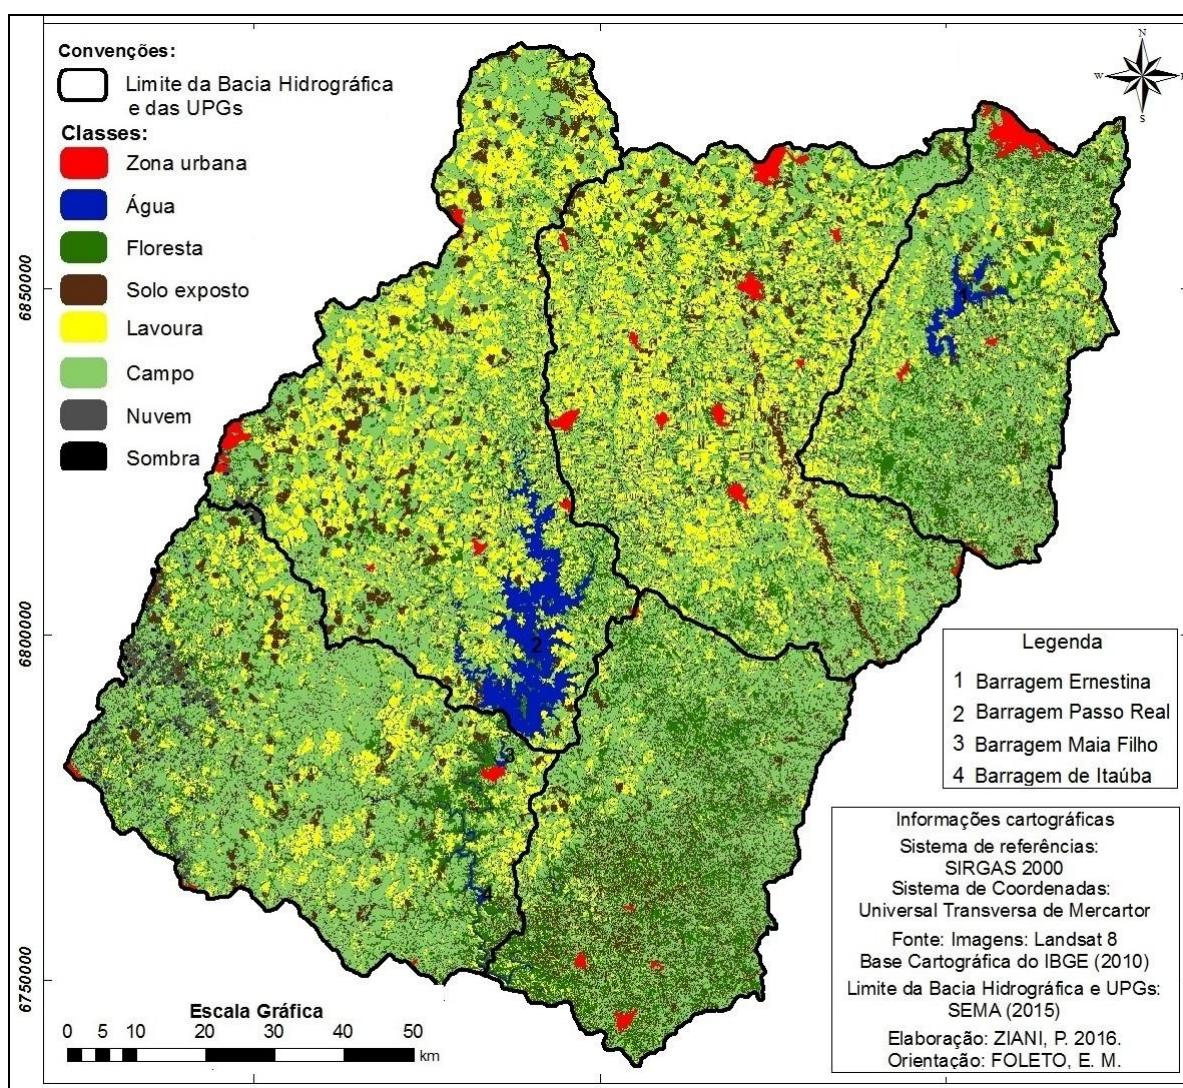 Convenções:
Limite da Bacia Hidrográfica
e das UPGs
Classes:
Zona urbana
Água
Floresta
Solo exposto
Lavoura
Campo
Nuvem
Sombra
N
W
E
S
6850000
6800000
6750000
1
2
3
4
Legenda
1 Barragem Ernestina
2 Barragem Passo Real
3 Barragem Maia Filho
4 Barragem de Itaúba
Informações cartográficas
Sistema de referências:
SIRGAS 2000
Sistema de Coordenadas:
Universal Transversa de Mercartor
Fonte: Imagens: Landsat 8
Base Cartográfica do IBGE (2010)
Limite da Bacia Hidrográfica e UPGs:
SEMA (2015)
Elaboração: ZIANI, P. 2016.
Orientação: FOLETO, E. M.
Escala Gráfica
0 5 10 20 30 40 50
km